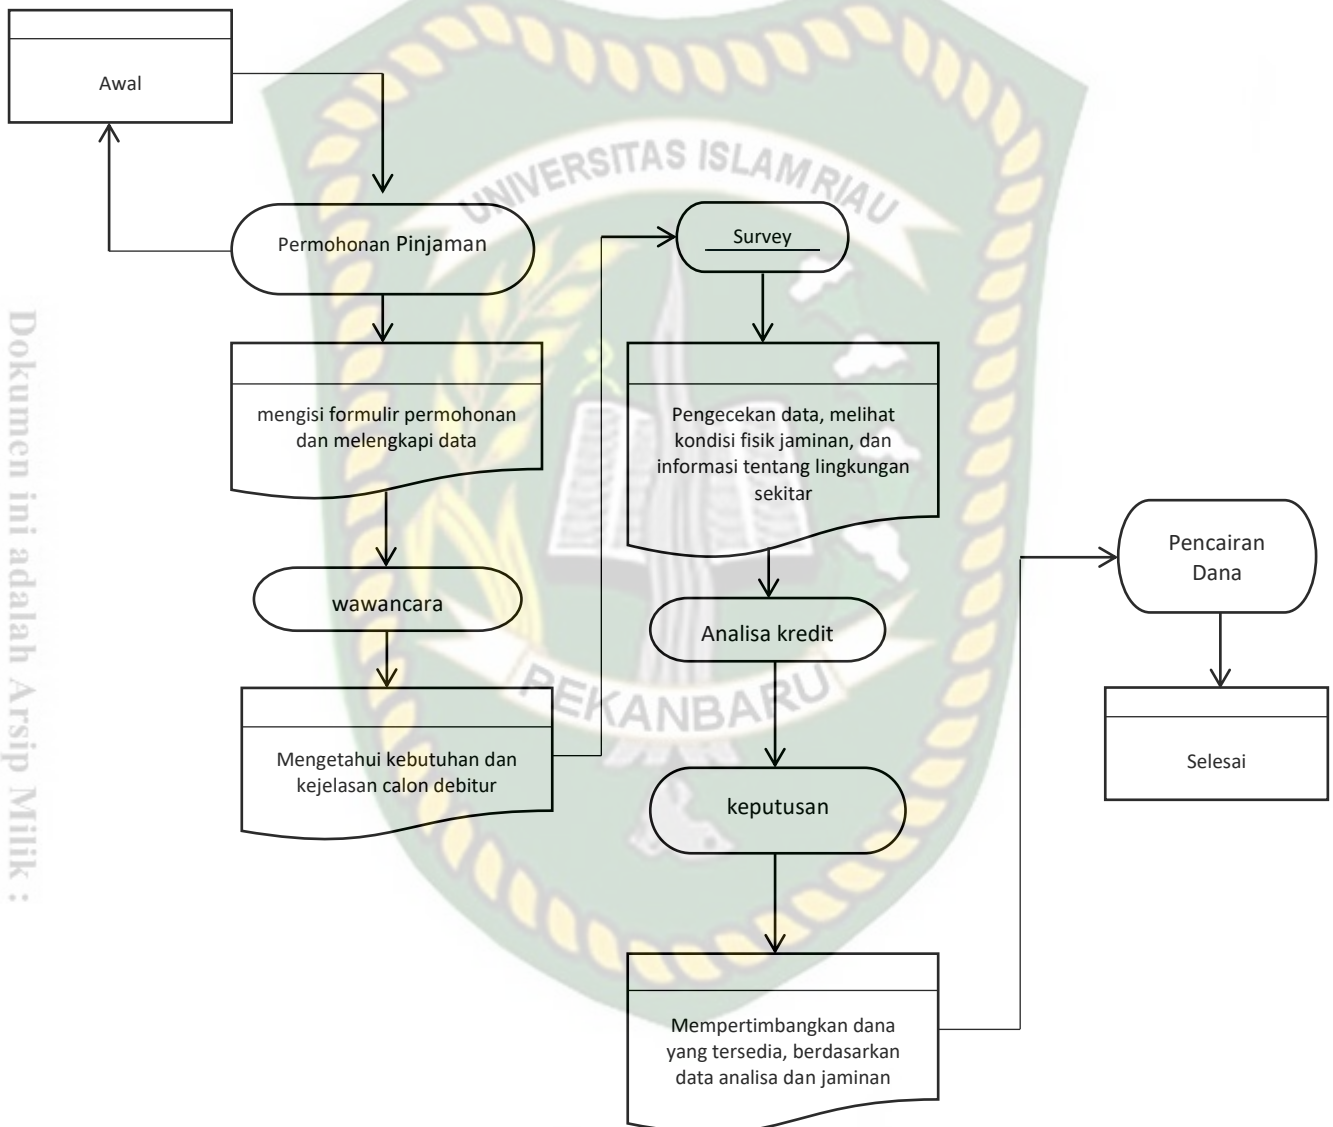 Awal
Permohonan Pinjaman
mengisi formulir permohonan
dan melengkapi data
wawancara
Mengetahui kebutuhan dan
kejelasan calon debitur
Survey
Pengecekan data, melihat
kondisi fisik jaminan, dan
informasi tentang lingkungan
sekitar
Analisa kredit
keputusan
Mempertimbangkan dana
yang tersedia, berdasarkan
data analisa dan jaminan
Pencairan
Dana
Selesai
UNIVERSITAS ISLAM RIAU
PEKANBARU
Dokumen ini adalah Arsip Milik :